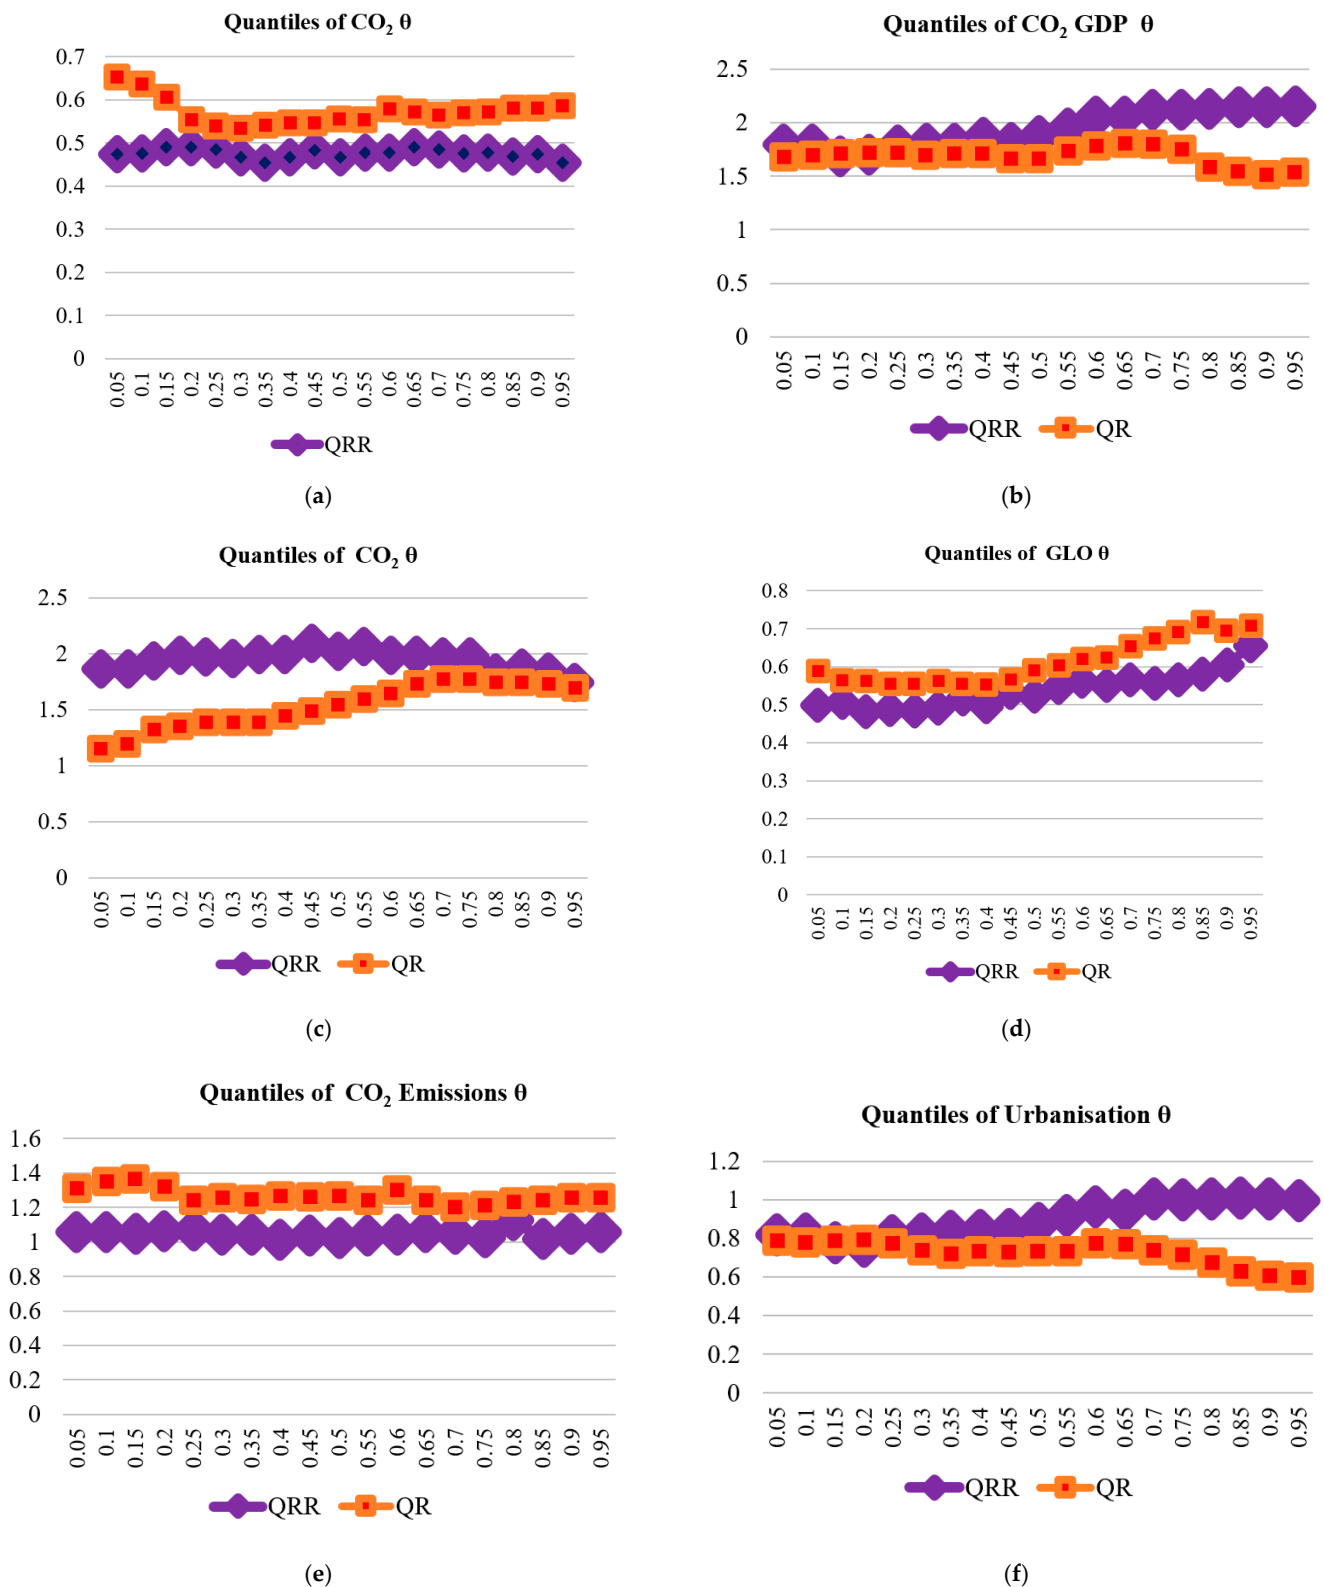 Quantiles of CO₂ θ
0.7
0.6
0.5
0.4
0.3
0.2
0.1
0
0.05 0.1 0.15 0.2 0.25 0.3 0.35 0.4 0.45 0.5 0.55 0.6 0.65 0.7 0.75 0.8 0.85 0.9 0.95
QRR
(a)
Quantiles of CO₂ GDP θ
2.5
2
1.5
1
0.5
0
0.05 0.1 0.15 0.2 0.25 0.3 0.35 0.4 0.45 0.5 0.55 0.6 0.65 0.7 0.75 0.8 0.85 0.9 0.95
QRR QR
(b)
Quantiles of CO₂ θ
2.5
2
1.5
1
0.5
0
0.05 0.1 0.15 0.2 0.25 0.3 0.35 0.4 0.45 0.5 0.55 0.6 0.65 0.7 0.75 0.8 0.85 0.9 0.95
QRR QR
(c)
Quantiles of GLO θ
0.8
0.7
0.6
0.5
0.4
0.3
0.2
0.1
0
0.05 0.1 0.15 0.2 0.25 0.3 0.35 0.4 0.45 0.5 0.55 0.6 0.65 0.7 0.75 0.8 0.85 0.9 0.95
QRR QR
(d)
Quantiles of CO₂ Emissions θ
1.6
1.4
1.2
1
0.8
0.6
0.4
0.2
0
0.05 0.1 0.15 0.2 0.25 0.3 0.35 0.4 0.45 0.5 0.55 0.6 0.65 0.7 0.75 0.8 0.85 0.9 0.95
QRR QR
(e)
Quantiles of Urbanisation θ
1.2
1
0.8
0.6
0.4
0.2
0
0.05 0.1 0.15 0.2 0.25 0.3 0.35 0.4 0.45 0.5 0.55 0.6 0.65 0.7 0.75 0.8 0.85 0.9 0.95
QRR QR
(f)